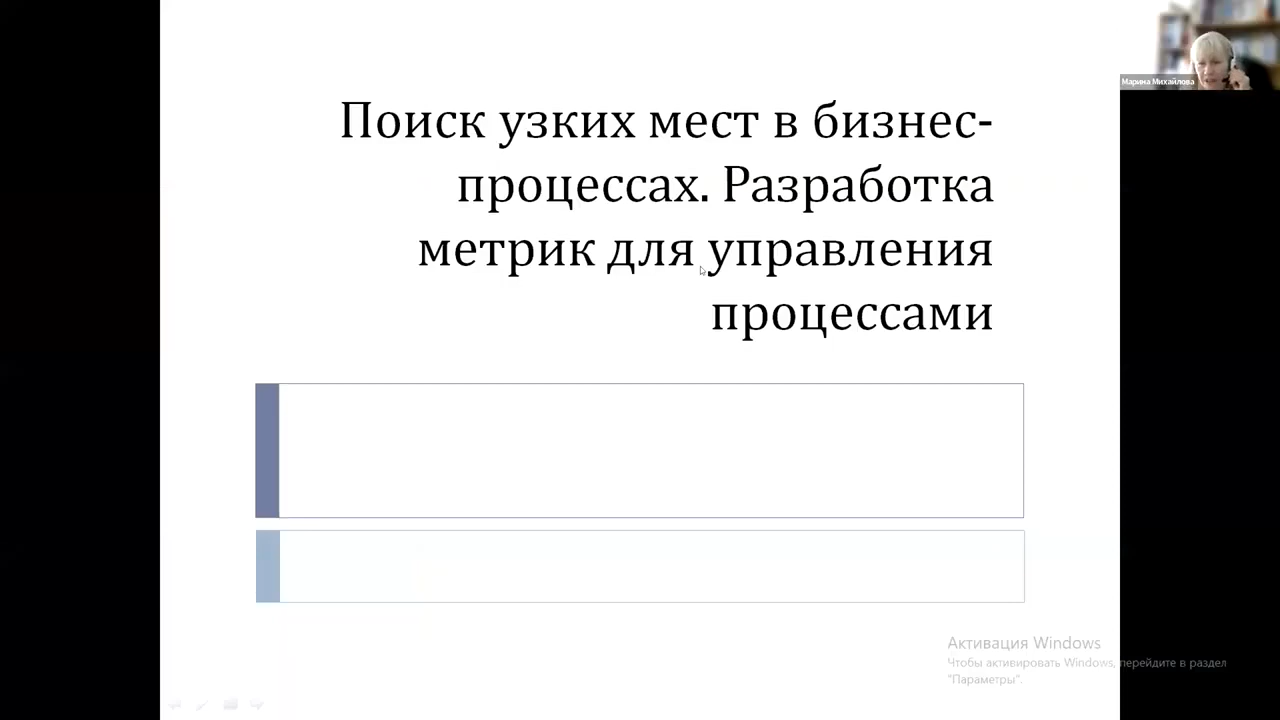 Марина Михайлова
Поиск узких мест в бизнес-
процессах. Разработка
метрик для управления
процессами
Активация Windows
Чтобы активировать Windows, перейдите в раздел
"Параметры".